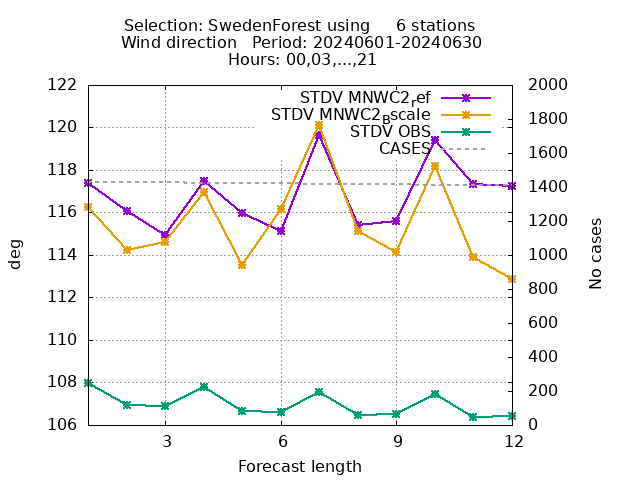 Selection: SwedenForest using     6 stations
Wind direction   Period: 20240601-20240630
Hours: 00,03,...,21
STDV MNWC2_ref
STDV MNWC2_Bscale
STDV OBS
CASES
122
120
118
116
114
112
110
108
106
deg
2000
1800
1600
1400
1200
1000
800
600
400
200
0
No cases
3 6 9 12
Forecast length